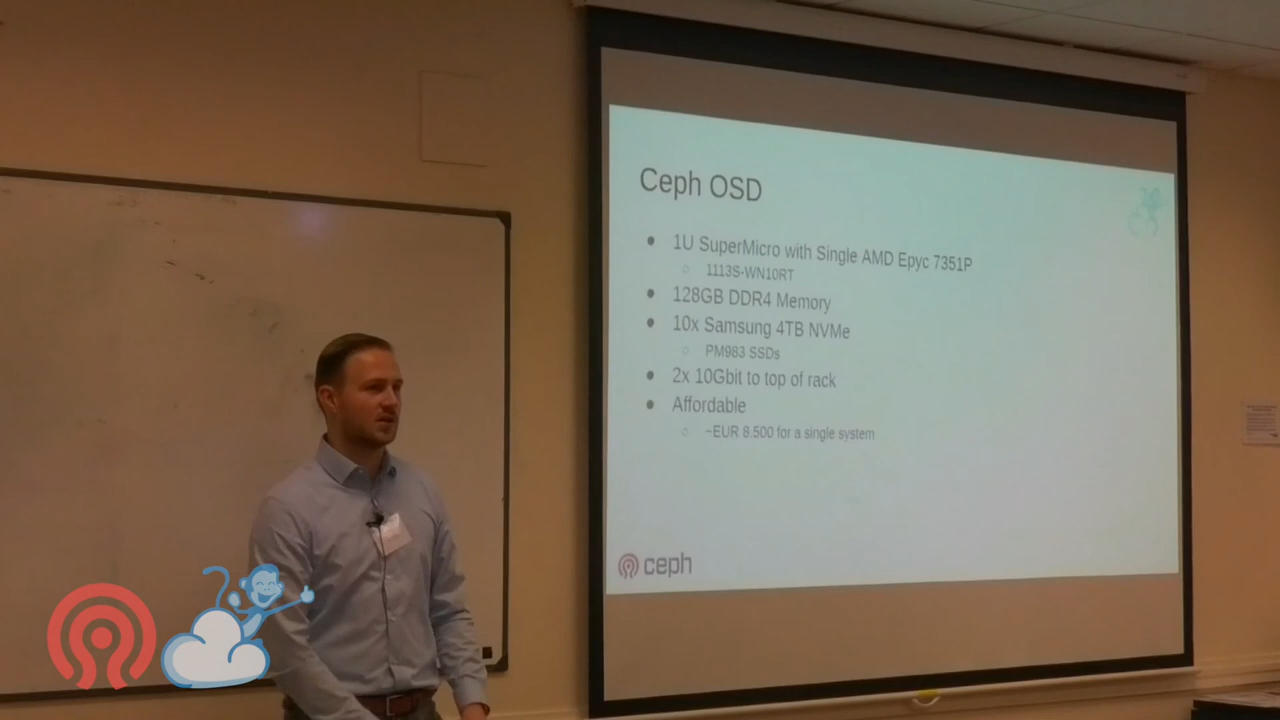 Ceph OSD
1U SuperMicro with Single AMD Epyc 7351P
1113S-WN10RT
128GB DDR4 Memory
10x Samsung 4TB NVMe
PM983 SSDs
2x 10Gbit to top of rack
Affordable
~EUR 8.500 for a single system
ceph